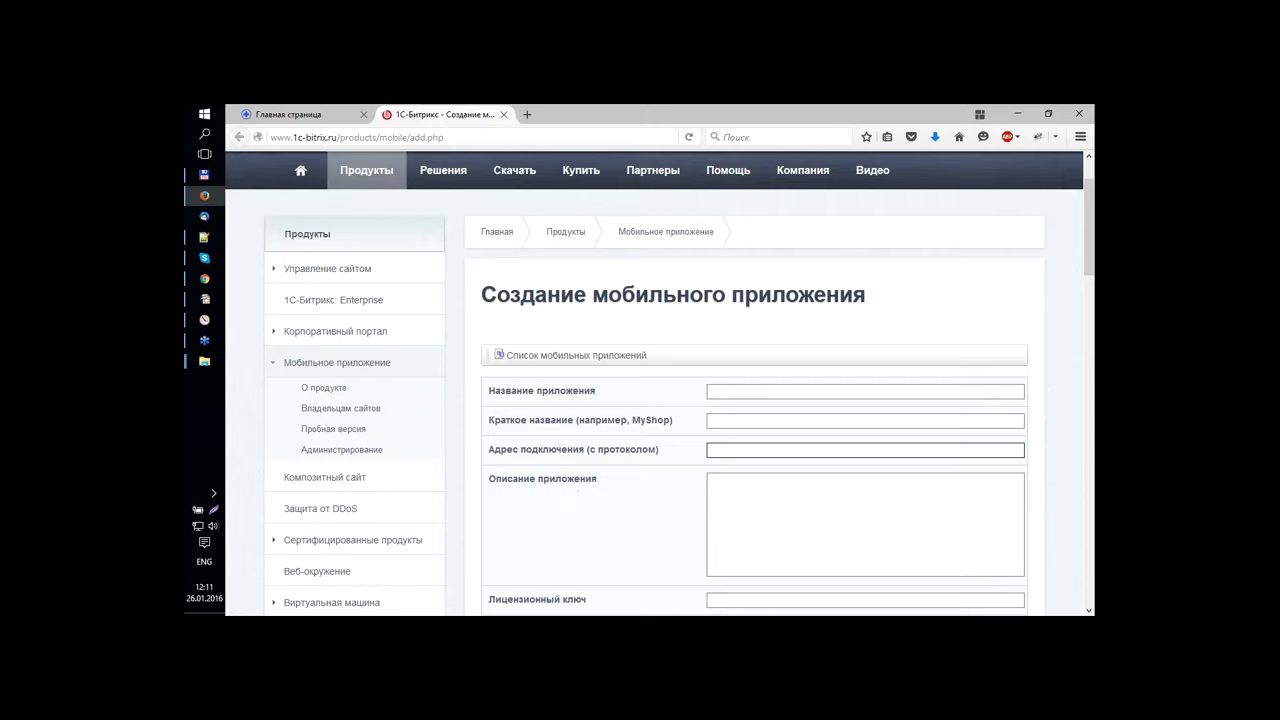 Главная страница
1С-Битрикс - Создание м...
www.1c-bitrix.ru/products/mobile/add.php
Поиск
ABP
Продукты
Решения
Скачать
Купить
Партнеры
Помощь
Компания
Видео
Продукты
Управление сайтом
1С-Битрикс: Enterprise
Корпоративный портал
Мобильное приложение
О продукте
Владельцам сайтов
Пробная версия
Администрирование
Композитный сайт
Защита от DDoS
Сертифицированные продукты
Веб-окружение
Виртуальная машина
Главная
Продукты
Мобильное приложение
Создание мобильного приложения
Список мобильных приложений
Название приложения
Краткое название (например, MyShop)
Адрес подключения (с протоколом)
Описание приложения
Лицензионный ключ
ENG
12:11
26.01.2016